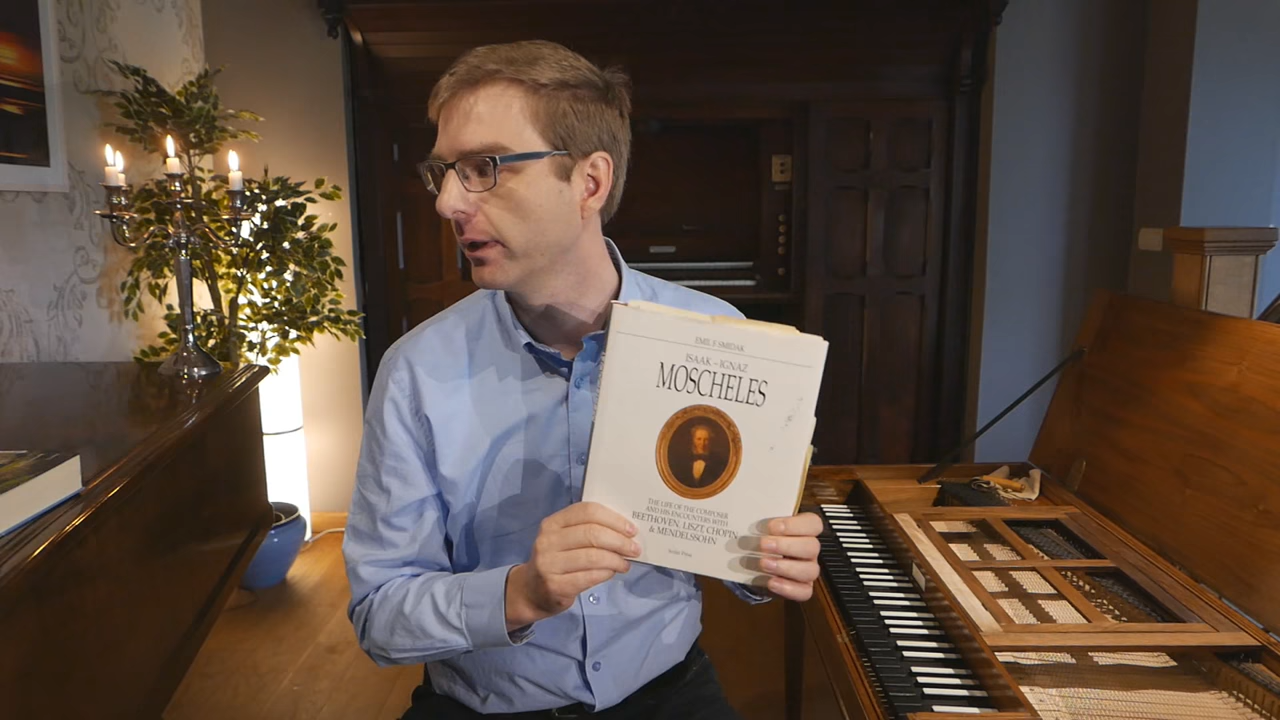 EMIL F. SMIDAK
ISAAK – IGNAZ
MOSCHELES
THE LIFE OF THE COMPOSER
AND HIS ENCOUNTERS WITH
BEETHOVEN, LISZT, CHOPIN
& MENDELSSOHN